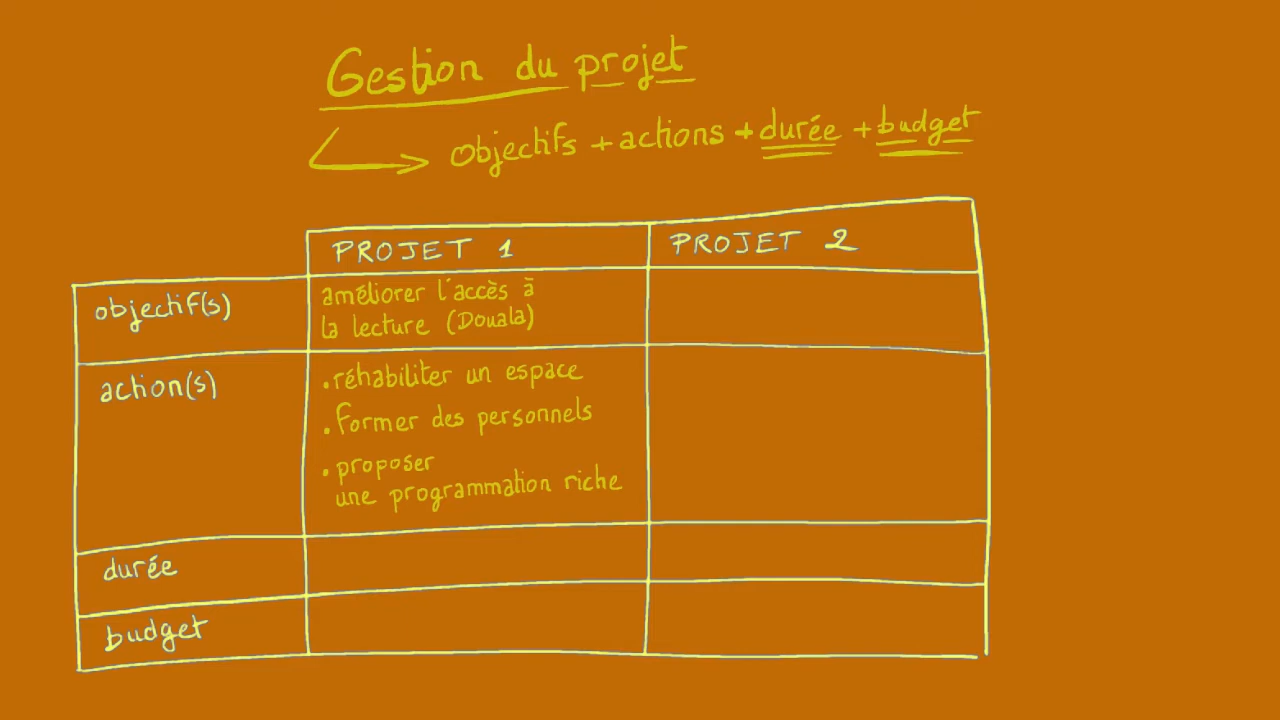 Gestion du projet
objectifs + actions + durée + budget
PROJET 1 PROJET 2
objectif(s) améliorer l'accès à
la lecture (Douala)
action(s) .réhabiliter un espace
.former des personnels
.proposer
une programmation riche
durée
budget